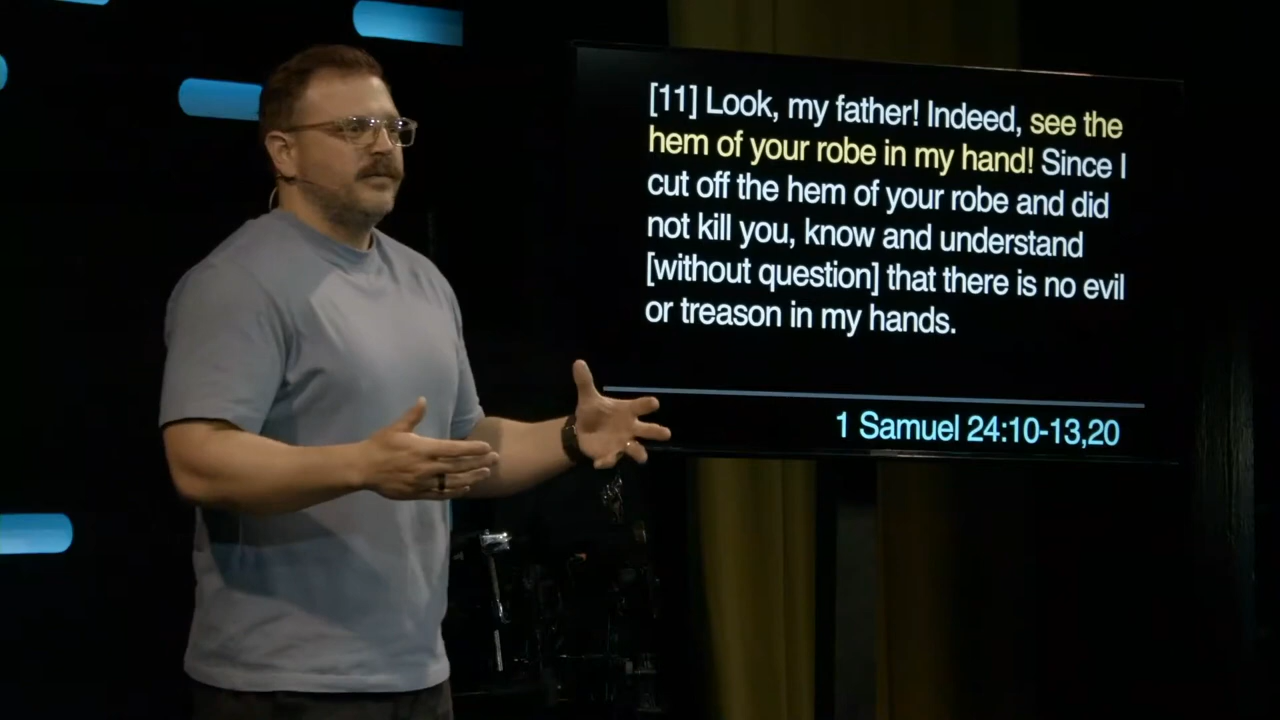 [11] Look, my father! Indeed, see the
hem of your robe in my hand! Since I
cut off the hem of your robe and did
not kill you, know and understand
[without question] that there is no evil
or treason in my hands.
1 Samuel 24:10-13,20